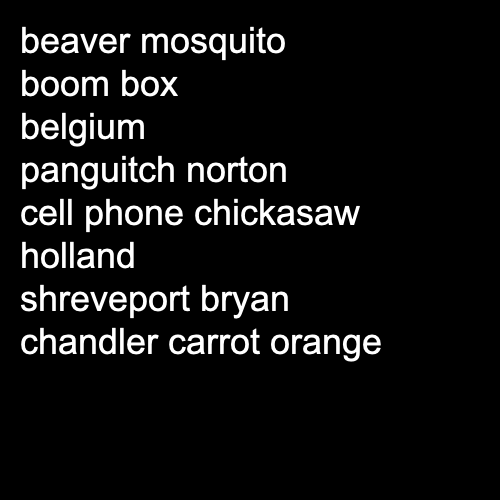 beaver mosquito
boom box
belgium
panguitch norton
cell phone chickasaw
holland
shreveport bryan
chandler carrot orange